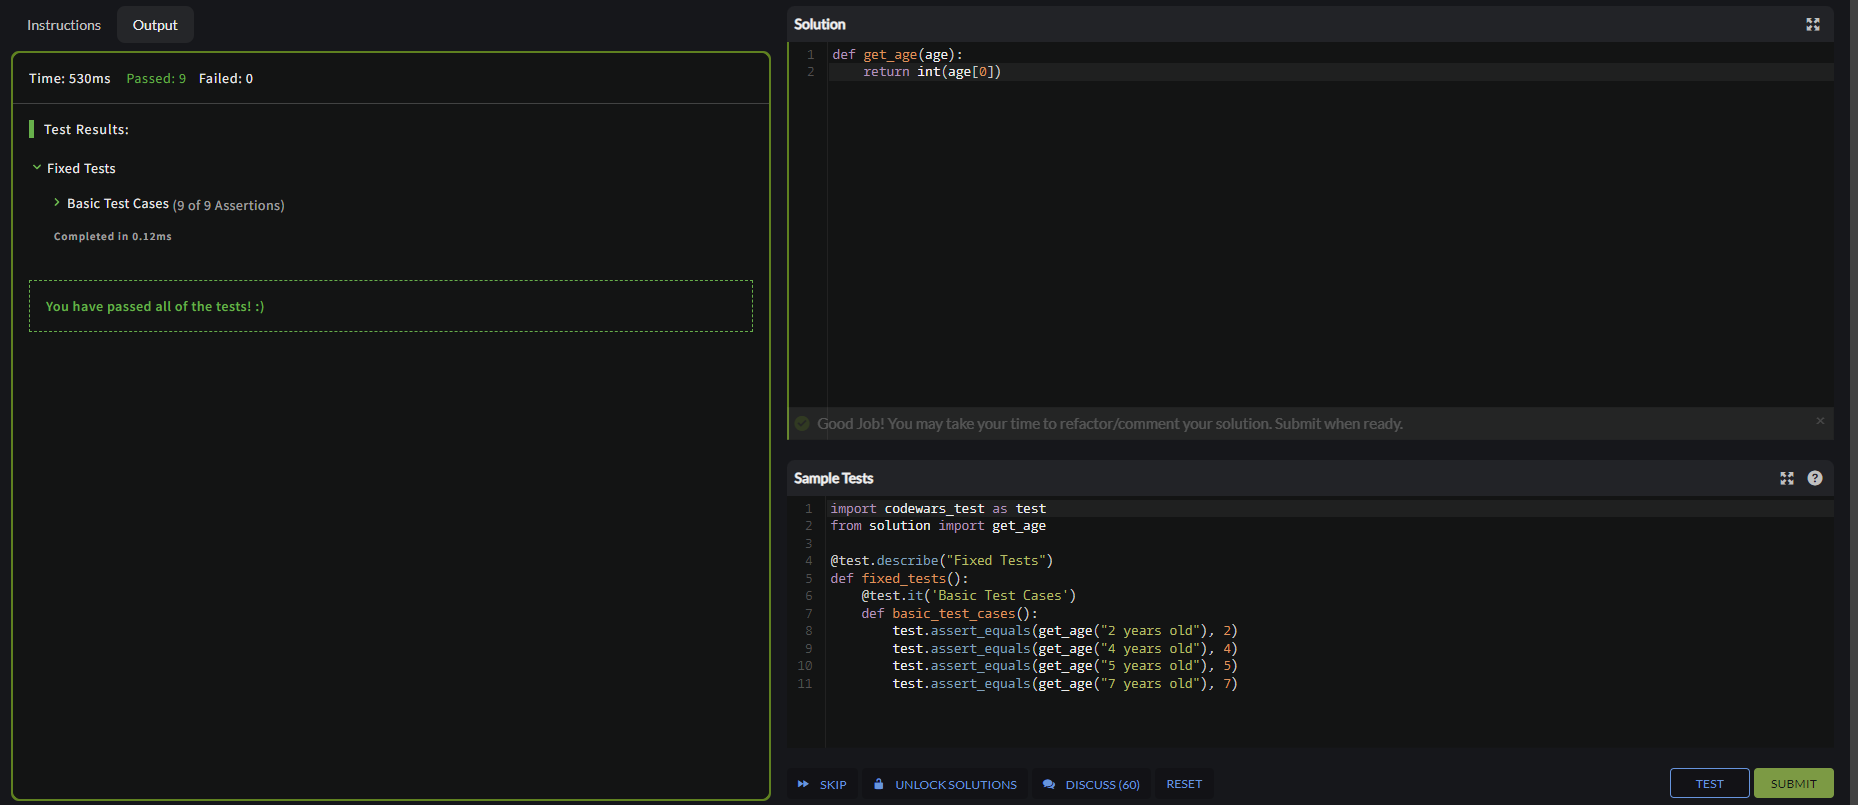 Instructions
Output
Time: 530ms Passed: 9 Failed: 0
Test Results:
Fixed Tests
Basic Test Cases (9 of 9 Assertions)
Completed in 0.12ms
You have passed all of the tests! :)
Solution
1 def get_age(age):
2     return int(age[0])
Good Job! You may take your time to refactor/comment your solution. Submit when ready.
Sample Tests
1 import codewars_test as test
2 from solution import get_age
3
4 @test.describe("Fixed Tests")
5 def fixed_tests():
6     @test.it('Basic Test Cases')
7     def basic_test_cases():
8         test.assert_equals(get_age("2 years old"), 2)
9         test.assert_equals(get_age("4 years old"), 4)
10         test.assert_equals(get_age("5 years old"), 5)
11         test.assert_equals(get_age("7 years old"), 7)
SKIP
UNLOCK SOLUTIONS
DISCUSS (60)
RESET
TEST
SUBMIT